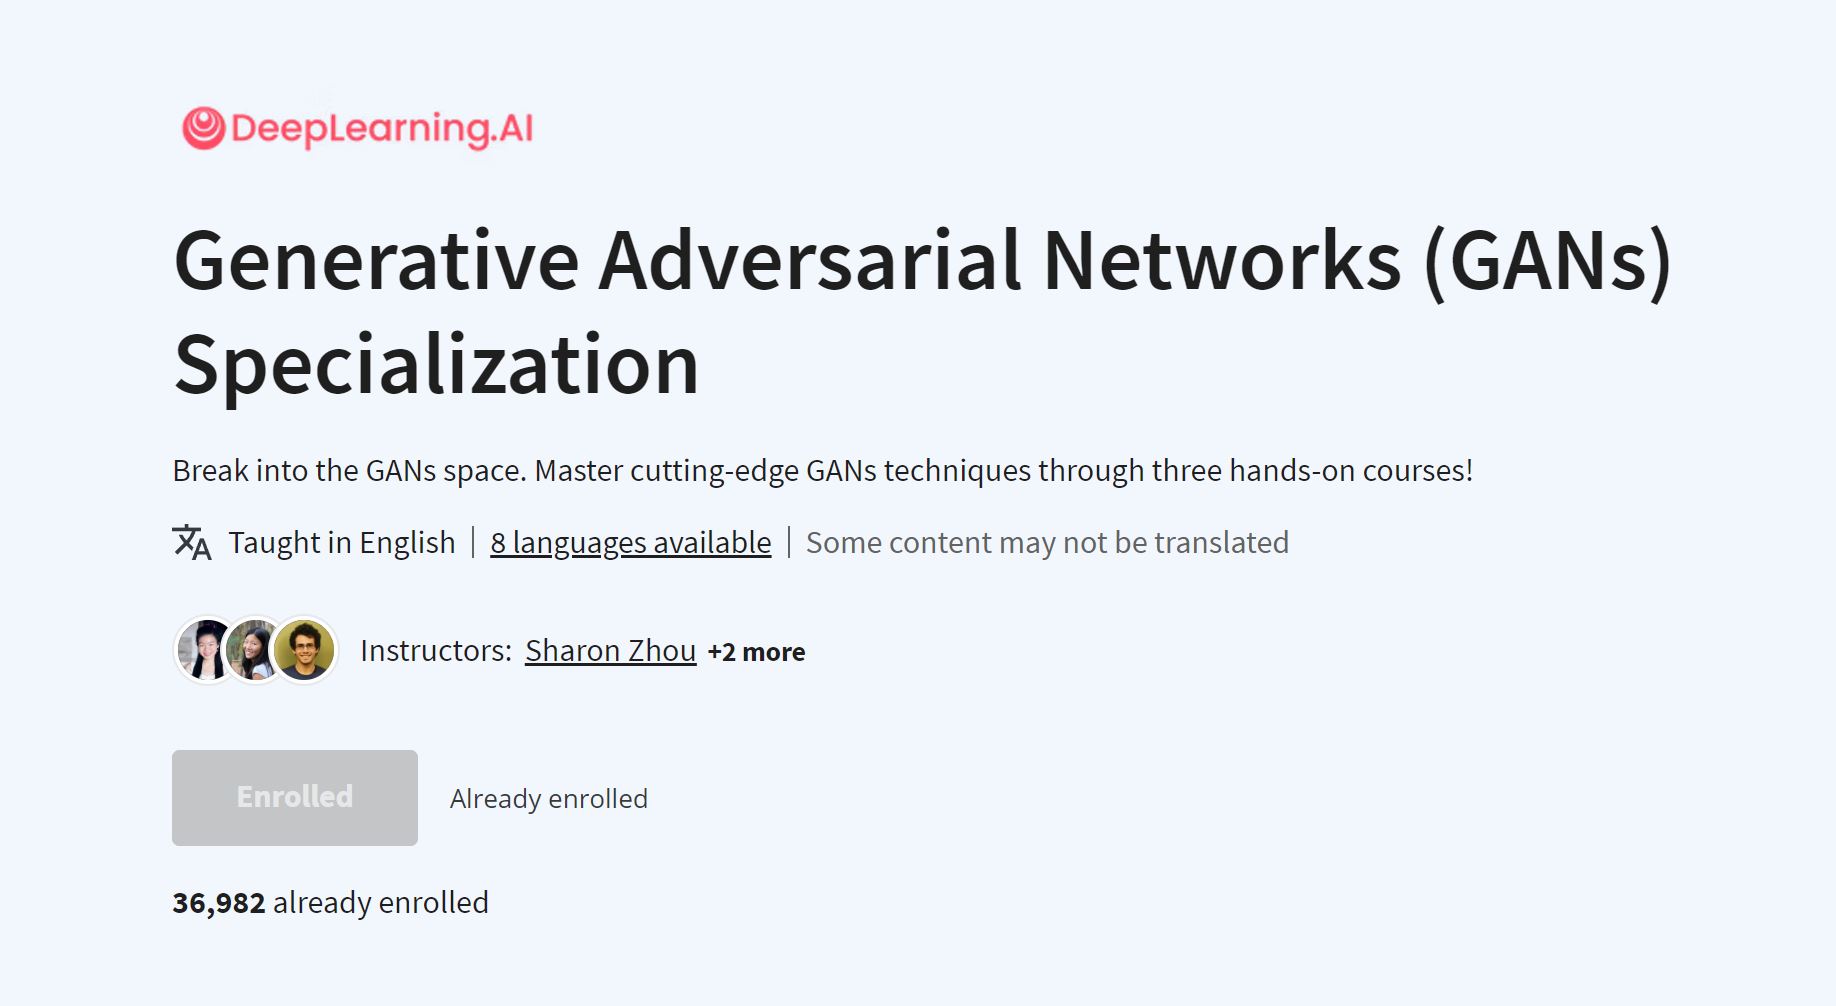 DeepLearning.AI
Generative Adversarial Networks (GANs)
Specialization
Break into the GANs space. Master cutting-edge GANs techniques through three hands-on courses!
Taught in English | 8 languages available | Some content may not be translated
Instructors: Sharon Zhou +2 more
Enrolled Already enrolled
36,982 already enrolled